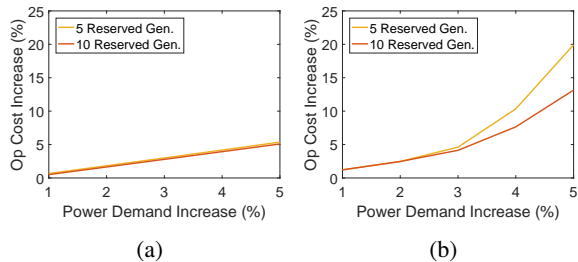 25
20
15
10
5
0
Op Cost Increase (%)
5 Reserved Gen.
10 Reserved Gen.
1 2 3 4 5
Power Demand Increase (%)
(a)
25
20
15
10
5
0
Op Cost Increase (%)
5 Reserved Gen.
10 Reserved Gen.
1 2 3 4 5
Power Demand Increase (%)
(b)